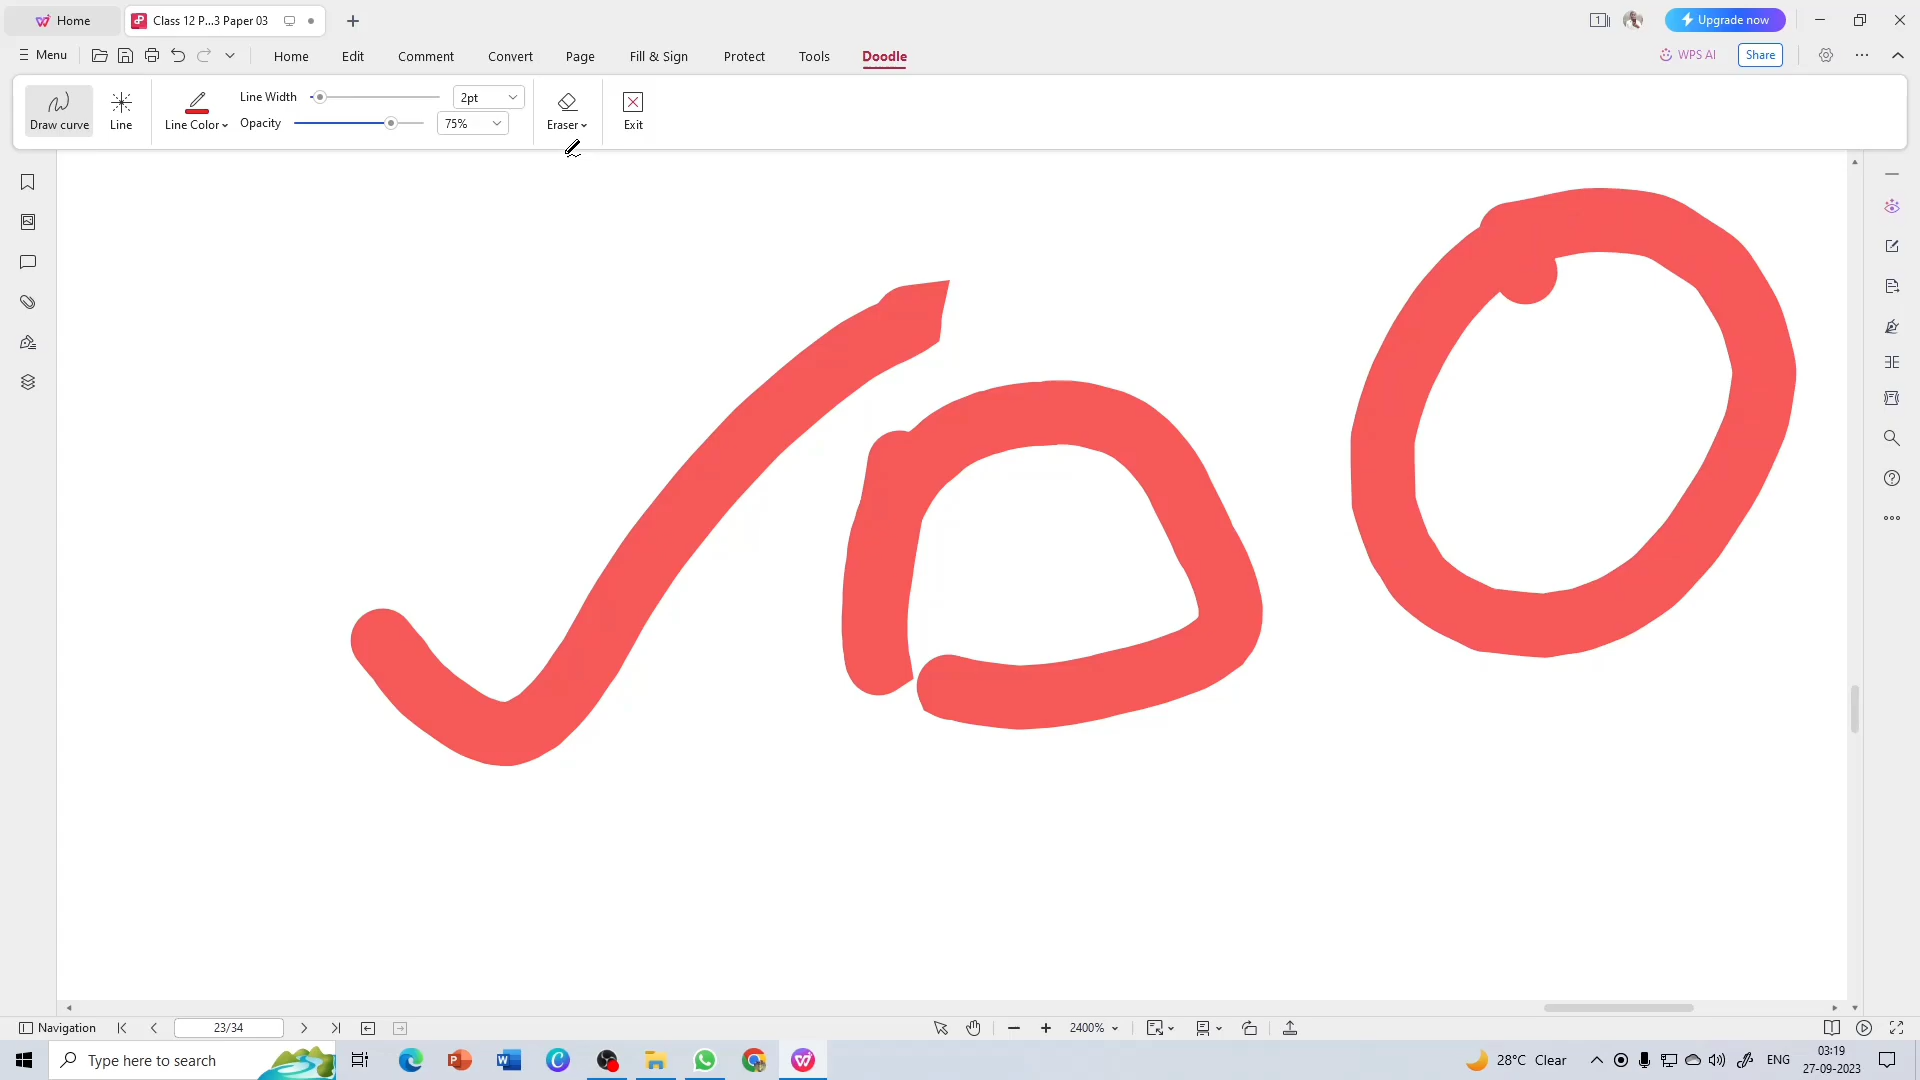 Home
Class 12 P...3 Paper 03
1
Upgrade now
Menu
Home
Edit
Comment
Convert
Page
Fill & Sign
Protect
Tools
Doodle
WPS AI
Share
Draw curve
Line
Line Color
Line Width
2pt
Opacity
75%
Eraser
Exit
Navigation
23/34
2400%
Type here to search
28°C Clear
ENG
03:19
27-09-2023